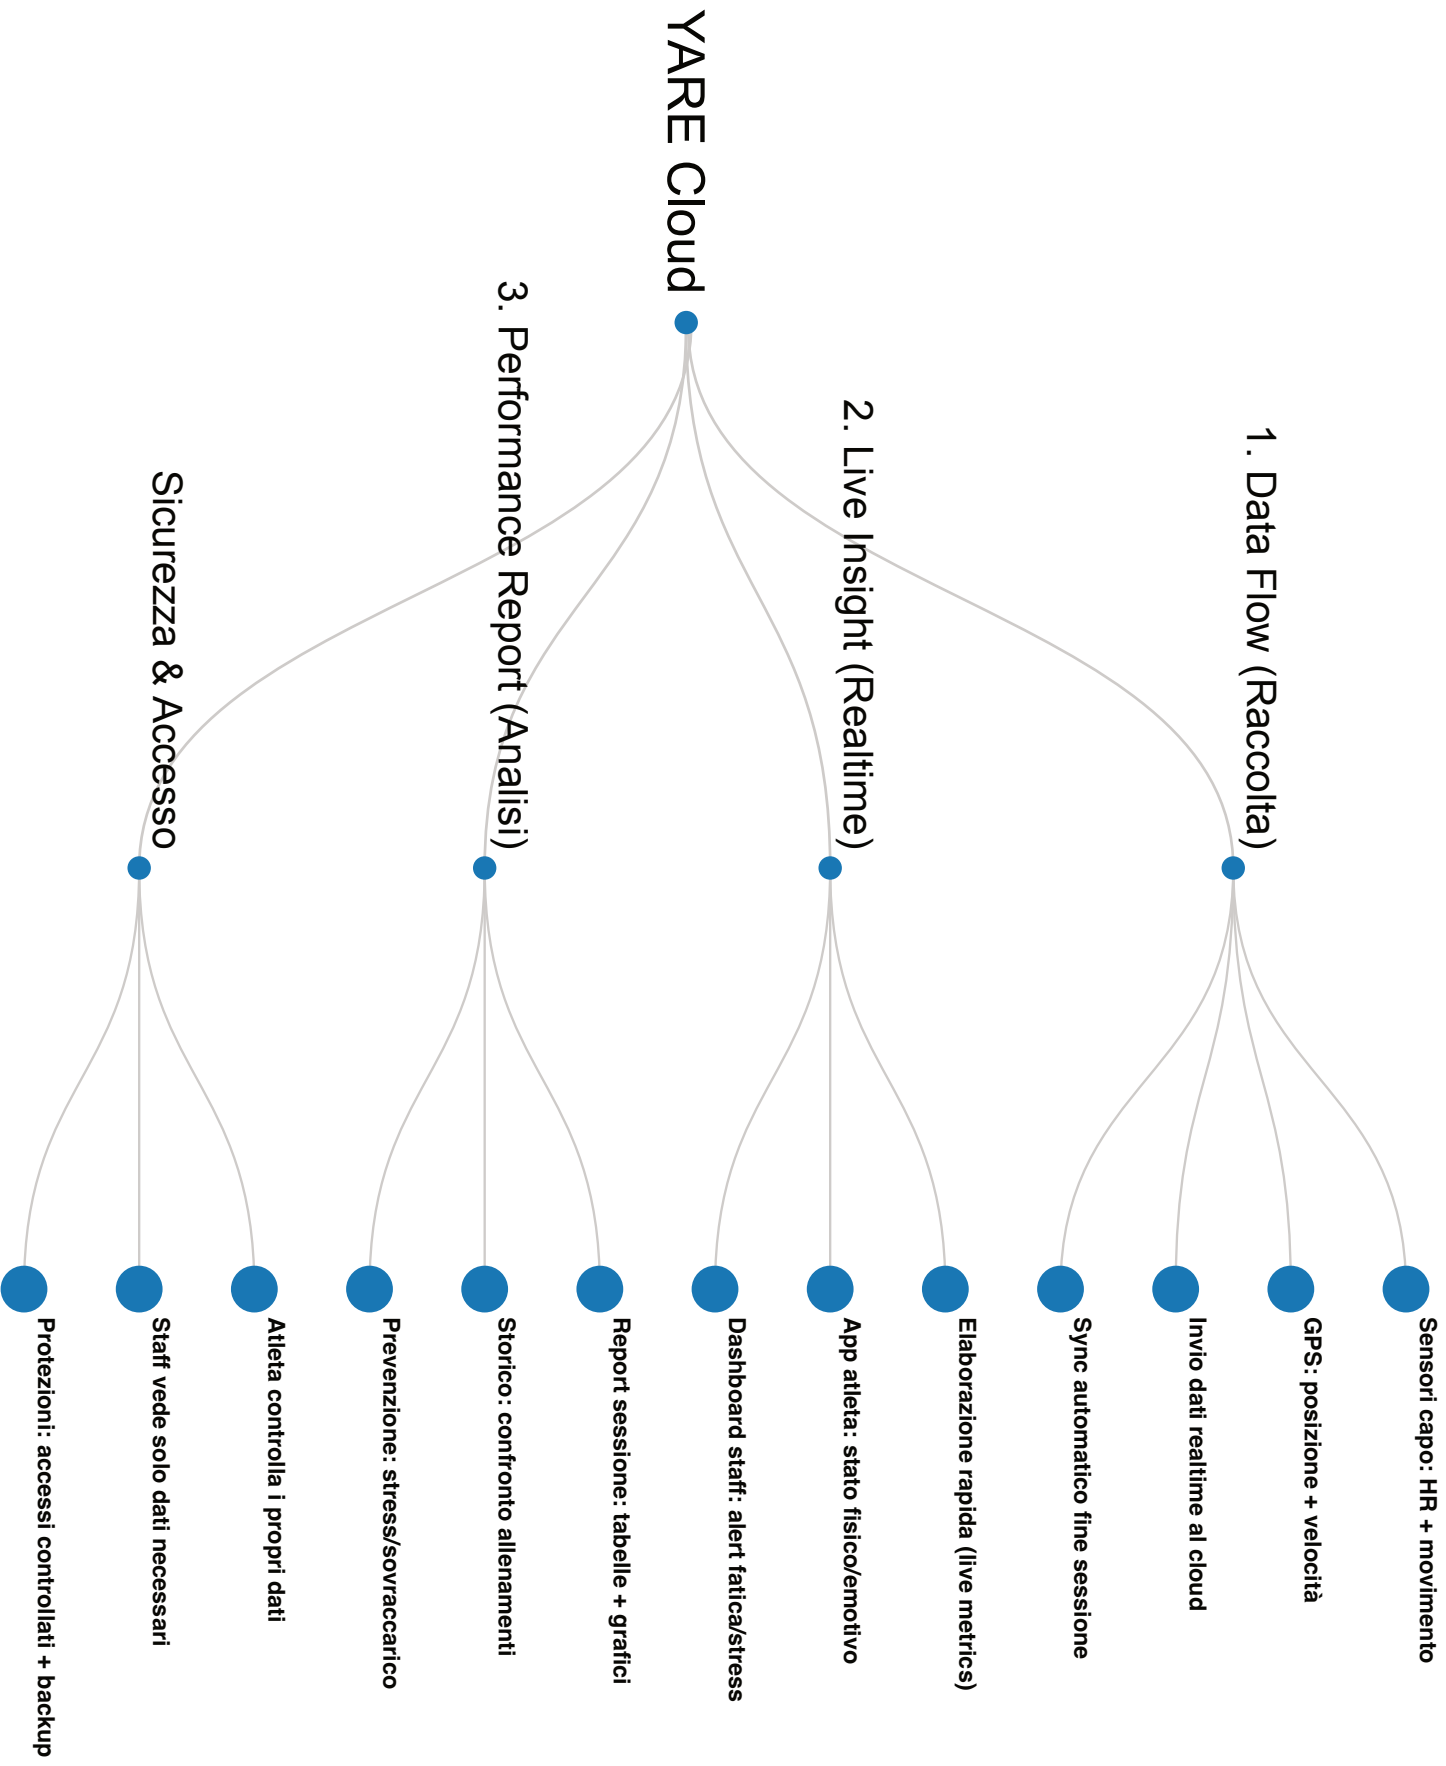 YARE Cloud
1. Data Flow (Raccolta)
Sensori capo: HR + movimento
GPS: posizione + velocità
Invio dati realtime al cloud
Sync automatico fine sessione
2. Live Insight (Realtime)
Elaborazione rapida (live metrics)
App atleta: stato fisico/emotivo
Dashboard staff: alert fatica/stress
3. Performance Report (Analisi)
Report sessione: tabelle + grafici
Storico: confronto allenamenti
Prevenzione: stress/sovraccarico
Sicurezza & Accesso
Atleta controlla i propri dati
Staff vede solo dati necessari
Protezioni: accessi controllati + backup